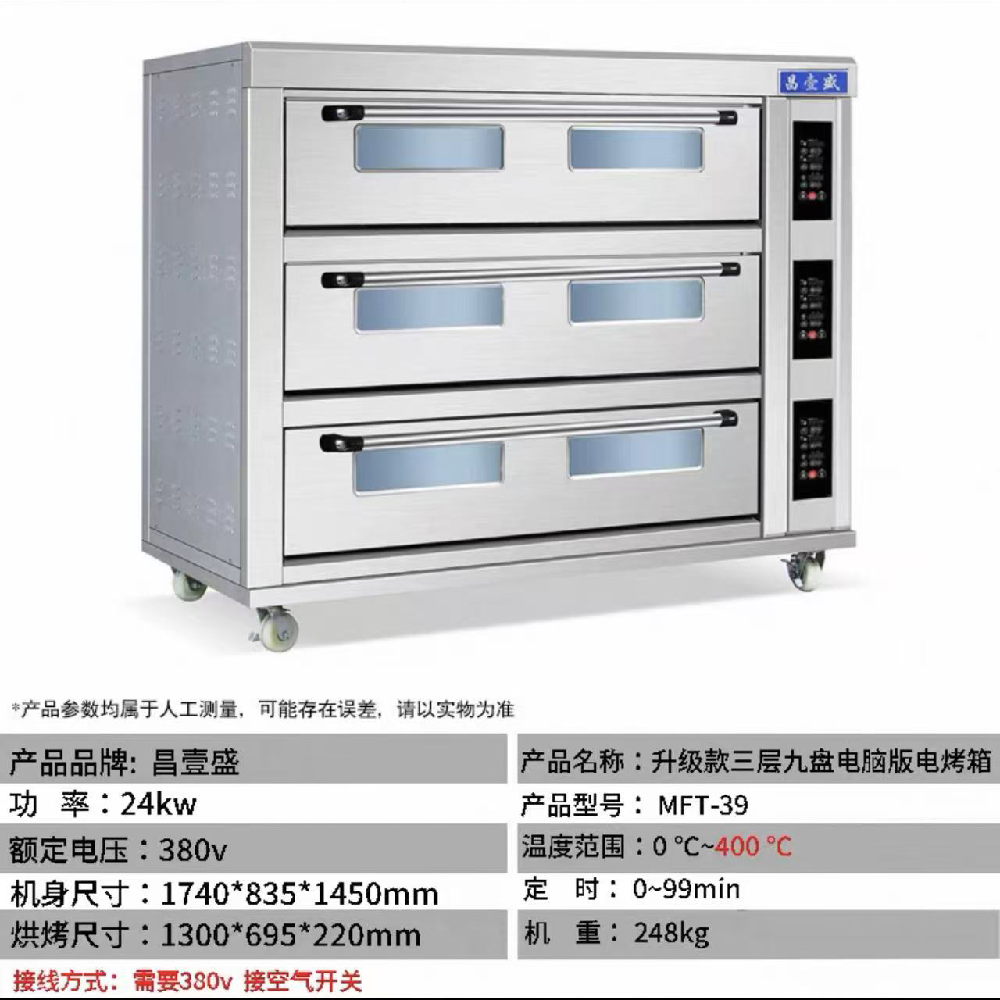 昌壹盛
*产品参数均属于人工测量，可能存在误差，请以实物为准
产品品牌：昌壹盛
产品名称：升级款三层九盘电脑版电烤箱
功 率：24kw
产品型号：MFT-39
额定电压：380v
温度范围：0 ℃~400 ℃
机身尺寸：1740*835*1450mm
定 时：0~99min
烘烤尺寸：1300*695*220mm
机 重：248kg
接线方式：需要380v 接空气开关